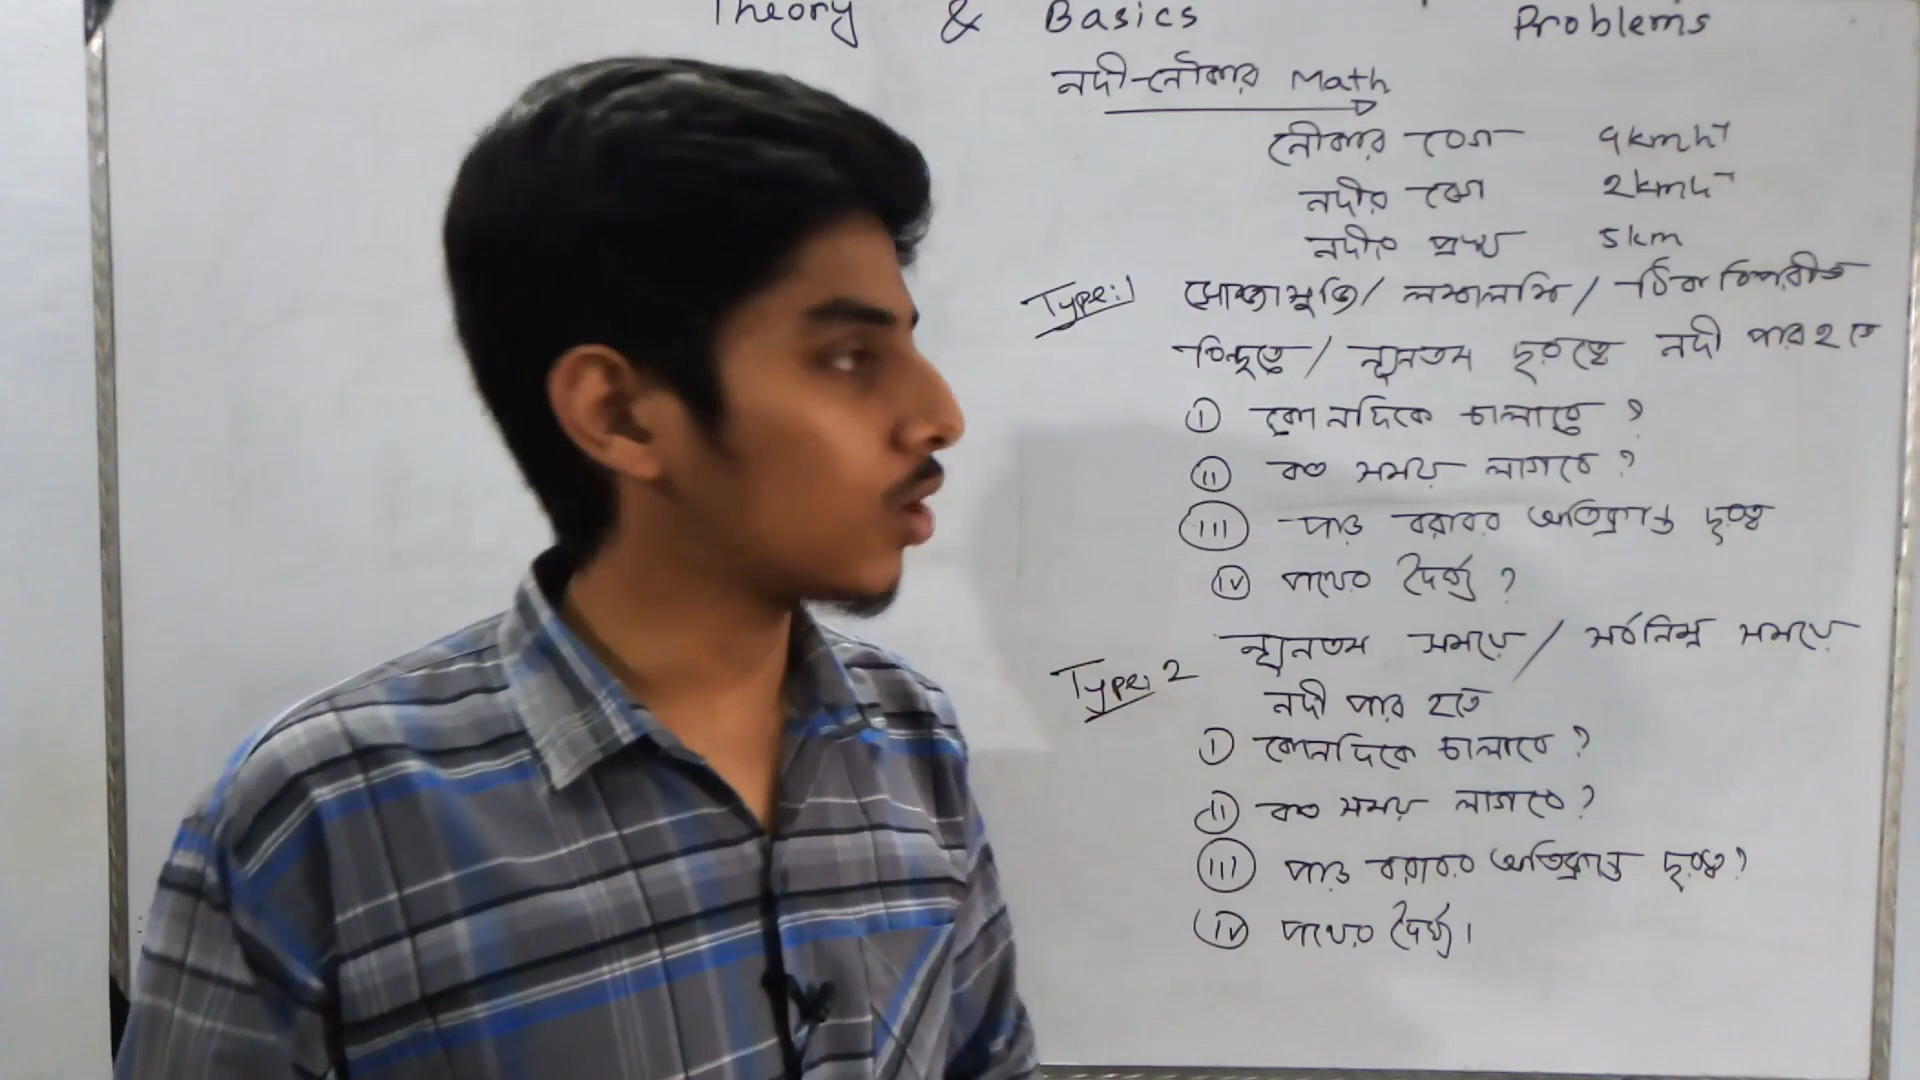 Theory & Basics Problems
নদী-নৌকার Math
নৌকার বেগ 4kmh⁻¹
নদীর বেগ 2kmh⁻¹
নদীর প্রস্থ 5km
Type:1 সোজাসুজি/ লম্বালম্বি/ ঠিক বিপরীত
বিন্দুতে/ ন্যূনতম দূরত্বে নদী পার হতে
(i) কোনদিকে চালাবে ?
(ii) কত সময় লাগবে ?
(iii) পাড় বরাবর অতিক্রান্ত দূরত্ব
(iv) পথের দৈর্ঘ্য ?
Type: 2 ন্যূনতম সময়ে/ সর্বনিম্ন সময়ে
নদী পার হতে
(i) কোনদিকে চালাবে ?
(ii) কত সময় লাগবে ?
(iii) পাড় বরাবর অতিক্রান্ত দূরত্ব ?
(iv) পথের দৈর্ঘ্য।